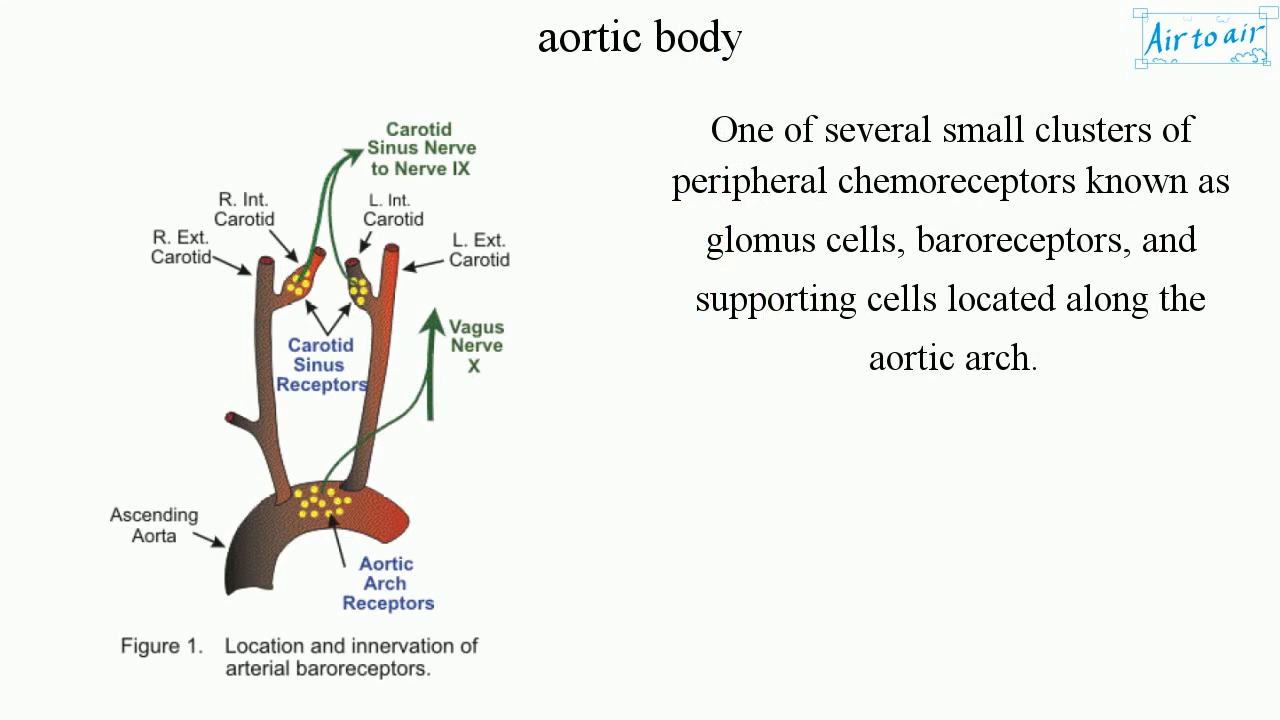 aortic body
Air to air
Carotid
Sinus Nerve
to Nerve IX
R. Int.
Carotid
L. Int.
Carotid
R. Ext.
Carotid
L. Ext.
Carotid
Vagus
Nerve
X
Carotid
Sinus
Receptors
Ascending
Aorta
Aortic
Arch
Receptors
Figure 1. Location and innervation of
arterial baroreceptors.
One of several small clusters of
peripheral chemoreceptors known as
glomus cells, baroreceptors, and
supporting cells located along the
aortic arch.